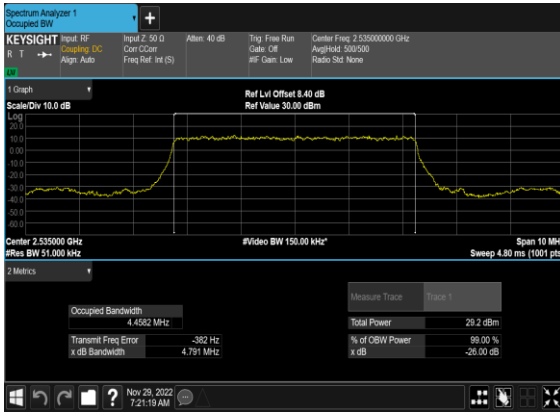 Spectrum Analyzer 1
Occupied BW
KEYSIGHT Input: RF Input Z: 50 Ω Atten: 40 dB Trig: Free Run Center Freq: 2.535000000 GHz
R T Coupling: DC Corr CCorr Gate: Off Avg|Hold: 500/500
Align: Auto Freq Ref: Int (S) #IF Gain: Low Radio Std: None
1 Graph
Ref Lvl Offset 8.40 dB
Scale/Div 10.0 dB Ref Value 30.00 dBm
Log
20.0
10.0
0.00
-10.0
-20.0
-30.0
-40.0
-50.0
-60.0
Center 2.535000 GHz #Video BW 150.00 kHz* Span 10 MH
#Res BW 51.000 kHz Sweep 4.80 ms (1001 pts
2 Metrics
Measure Trace Trace 1
Occupied Bandwidth
4.4582 MHz Total Power 29.2 dBm
Transmit Freq Error -382 Hz % of OBW Power 99.00 %
x dB Bandwidth 4.791 MHz x dB -26.00 dB
Nov 29, 2022
7:21:19 AM